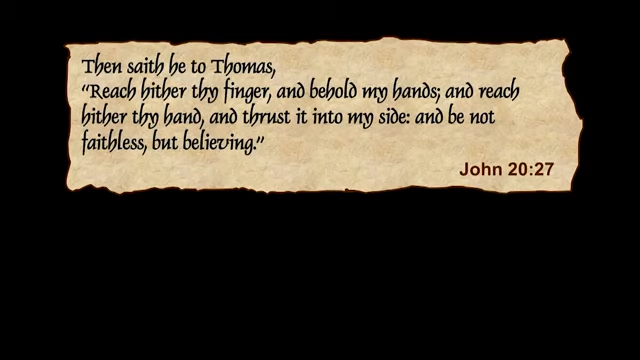 Then saith he to Thomas,
“Reach hither thy finger, and behold my hands; and reach
hither thy hand, and thrust it into my side: and be not
faithless, but believing.”
John 20:27